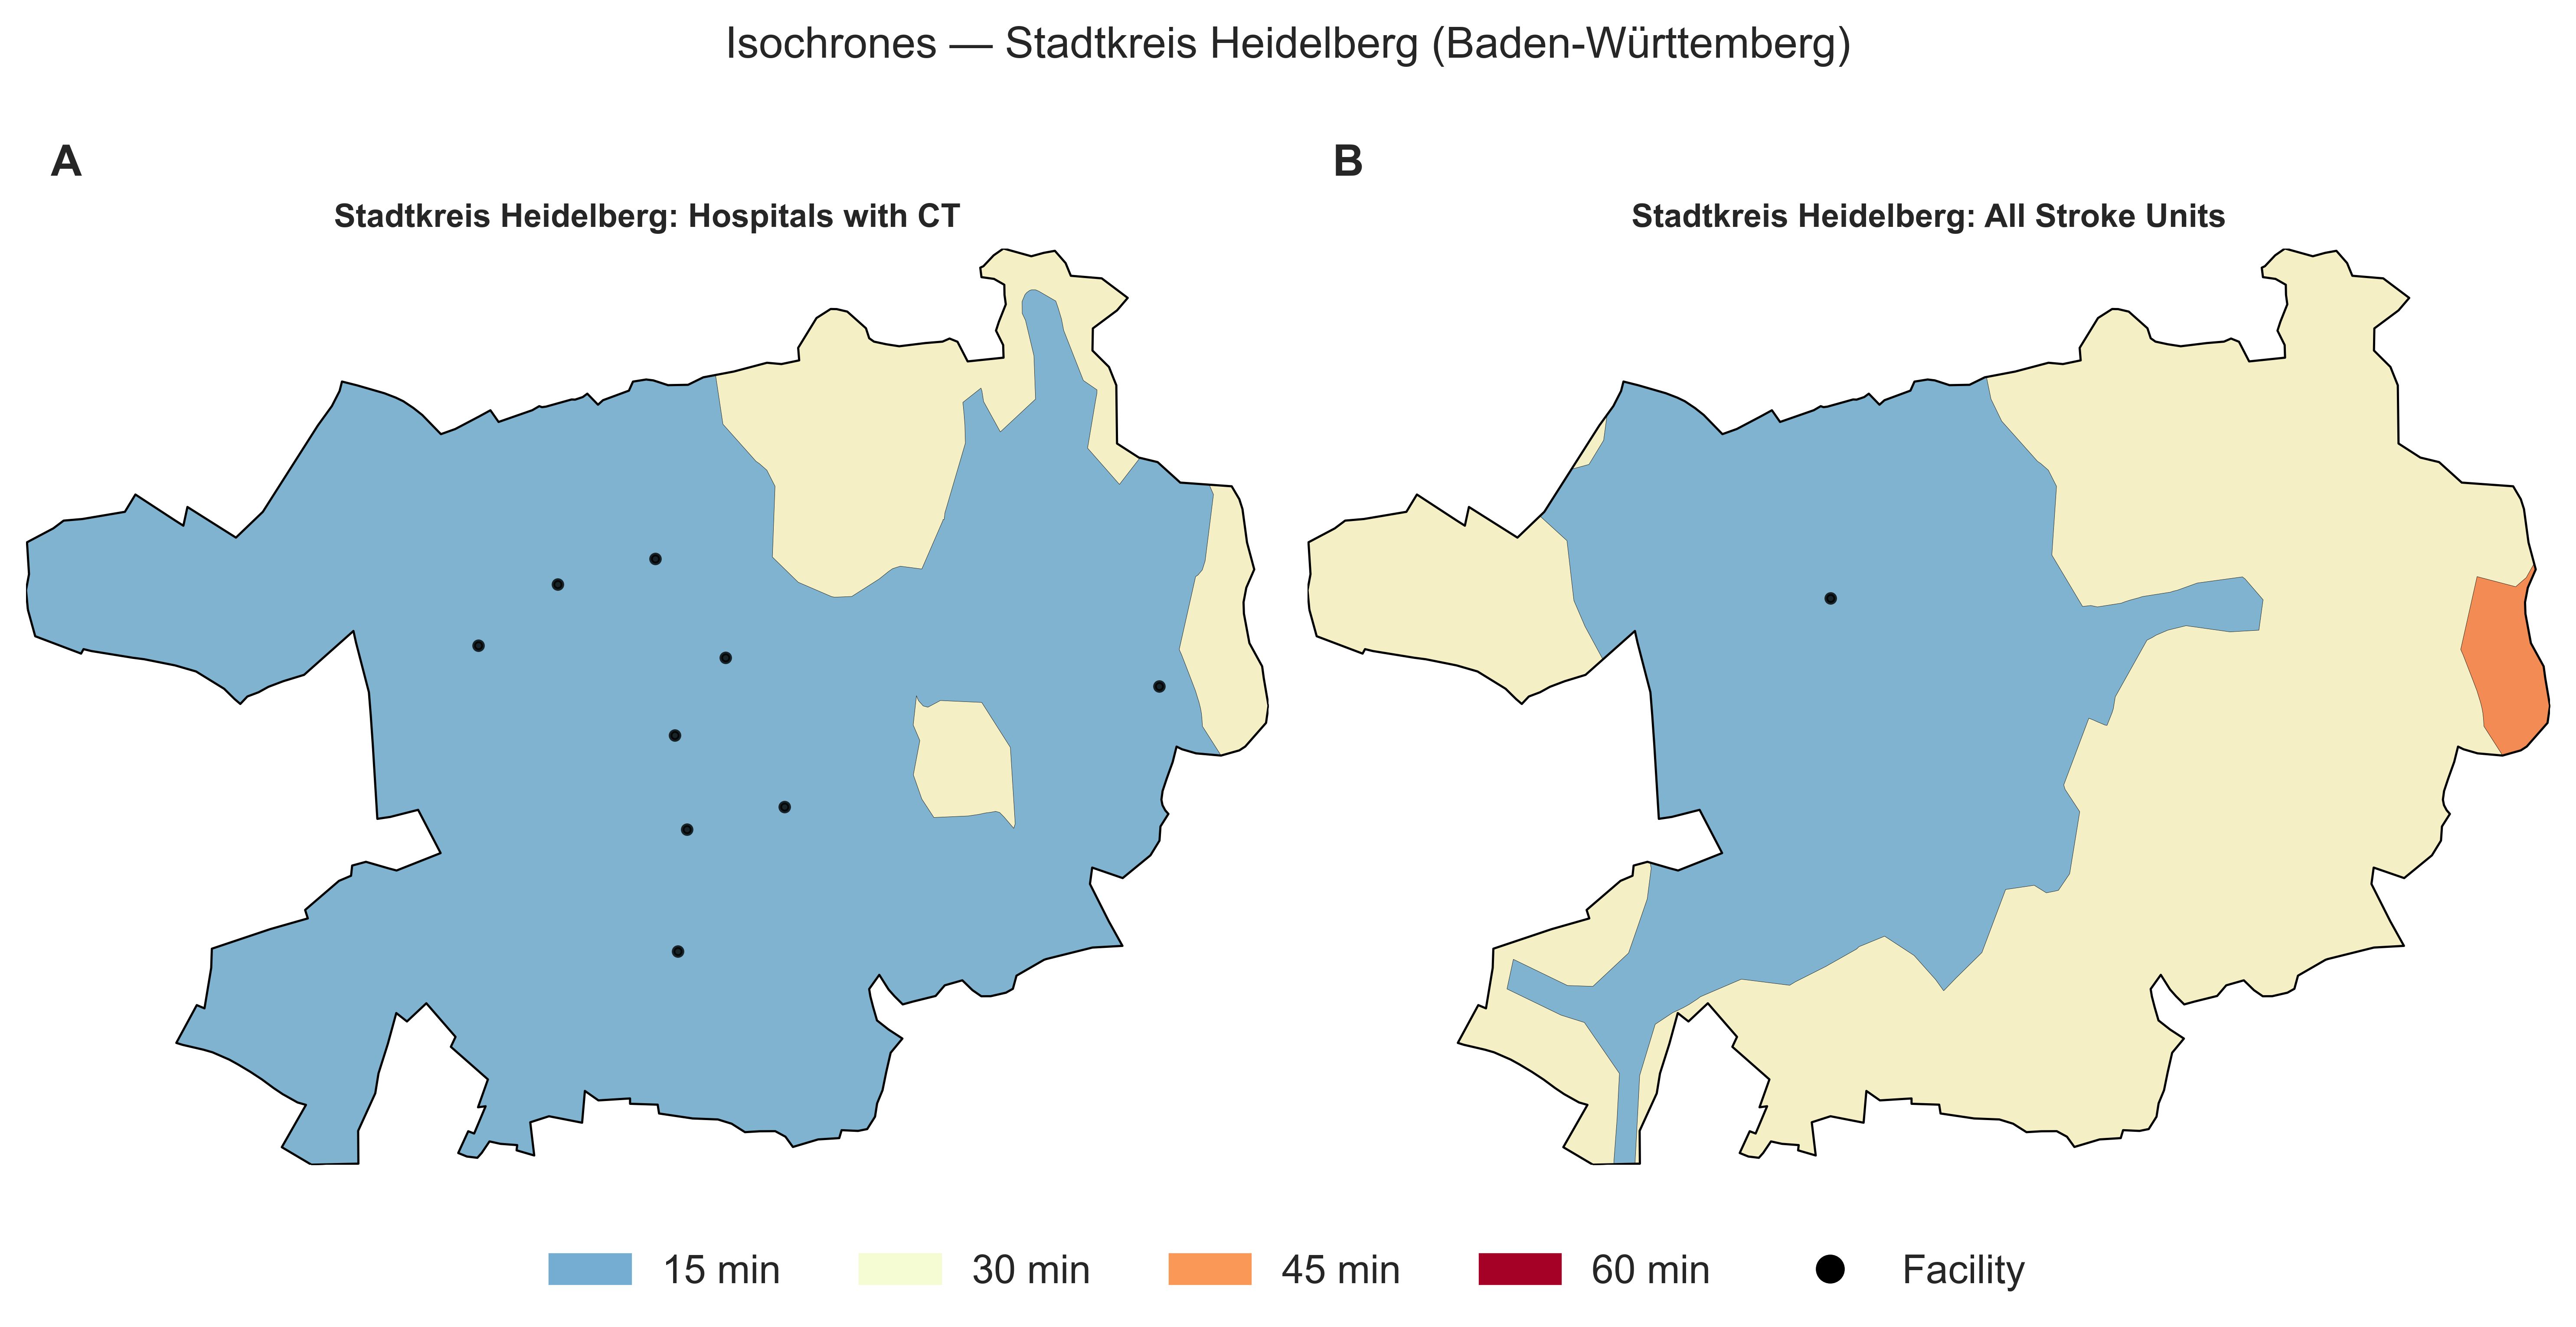 Isochrones — Stadtkreis Heidelberg (Baden-Württemberg)
A
B
Stadtkreis Heidelberg: Hospitals with CT
Stadtkreis Heidelberg: All Stroke Units
15 min
30 min
45 min
60 min
Facility